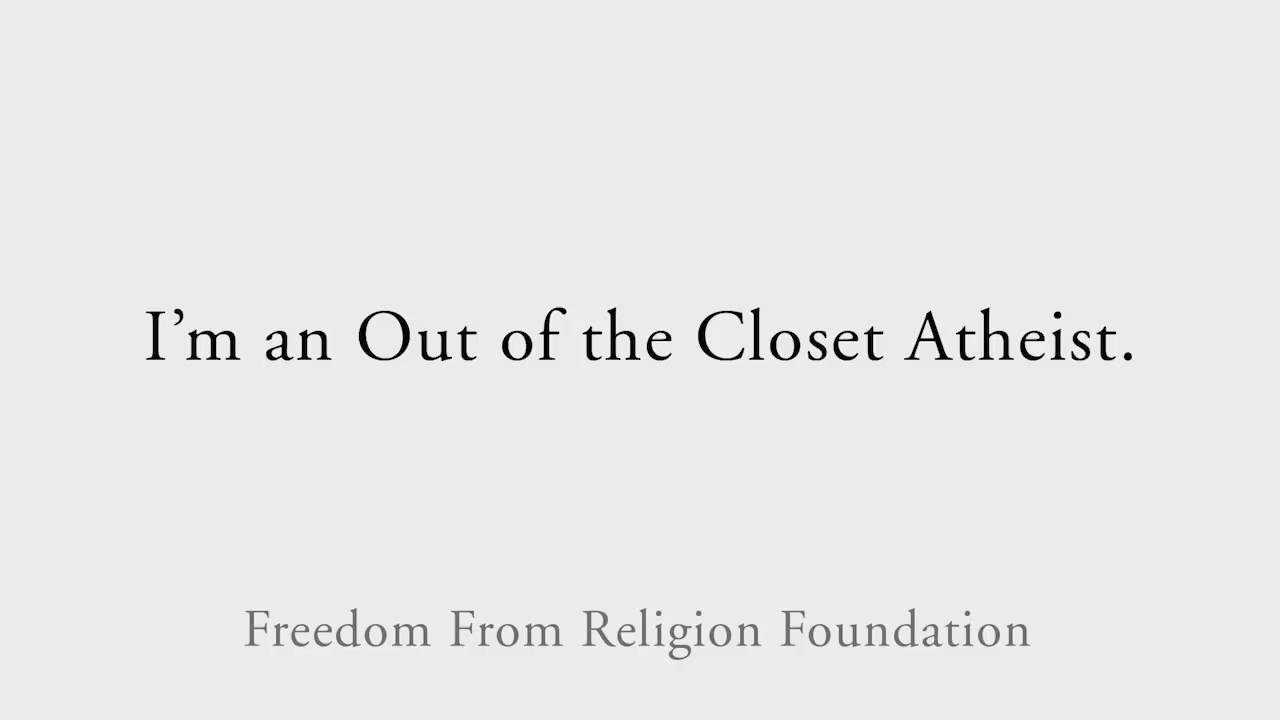 I’m an Out of the Closet Atheist.
Freedom From Religion Foundation